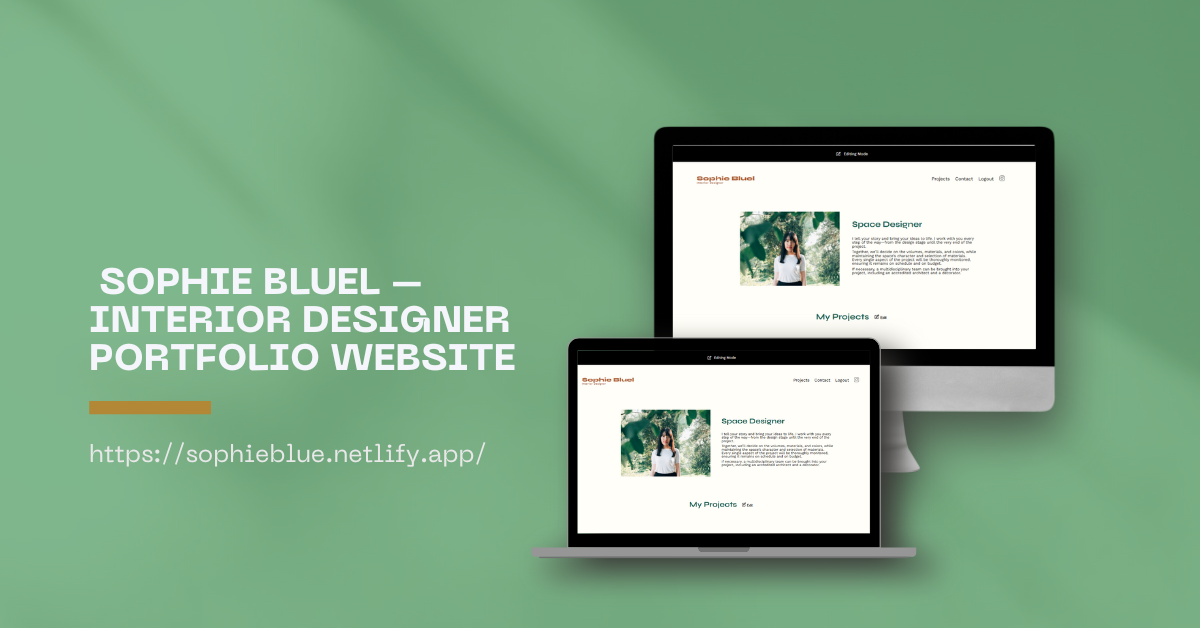 SOPHIE BLUEL –
INTERIOR DESIGNER
PORTFOLIO WEBSITE
https://sophieblue.netlify.app/
Editing Mode
Sophie Bluel
Interior Designer
Projects Contact Logout
Space Designer
I tell your story and bring your ideas to life. I work with you every
step of the way—from the design stage until the very end of the
project.
Together, we'll decide on the volumes, materials, and colors, while
maintaining the space's character and selection of materials.
Every single aspect of the project will be thoroughly monitored,
ensuring it remains on schedule and on budget.
If necessary, a multidisciplinary team can be brought into your
project, including an accredited architect and a decorator.
My Projects Edit
Editing Mode
Sophie Bluel
Interior Designer
Projects Contact Logout
Space Designer
I tell your story and bring your ideas to life. I work with you every
step of the way—from the design stage until the very end of the
project.
Together, we'll decide on the volumes, materials, and colors, while
maintaining the space's character and selection of materials.
Every single aspect of the project will be thoroughly monitored,
ensuring it remains on schedule and on budget.
If necessary, a multidisciplinary team can be brought into your
project, including an accredited architect and a decorator.
My Projects Edit